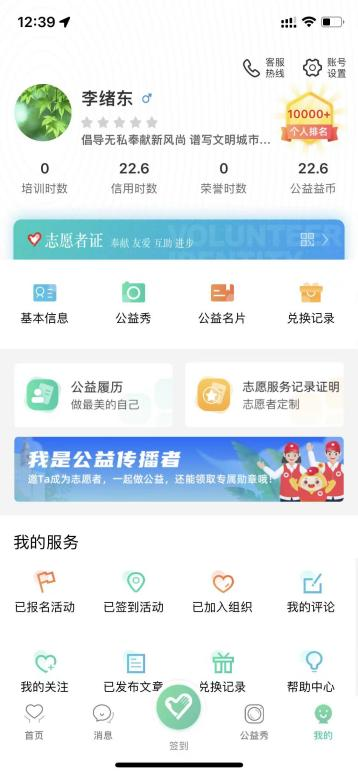 12:39
客服热线
账号设置
李绪东
10000+
个人排名
倡导无私奉献新风尚 谱写文明城市...
0
22.6
0
22.6
培训时数
信用时数
荣誉时数
公益益币
志愿者证 奉献 友爱 互助 进步
VOLUNTEER
IDENTITY
基本信息
公益秀
公益名片
兑换记录
公益履历
做最美的自己
志愿服务记录证明
志愿者定制
我是公益传播者
邀Ta成为志愿者，一起做公益，还能领取专属勋章哦！
我的服务
已报名活动
已签到活动
已加入组织
我的评论
我的关注
已发布文章
兑换记录
帮助中心
首页
消息
签到
公益秀
我的